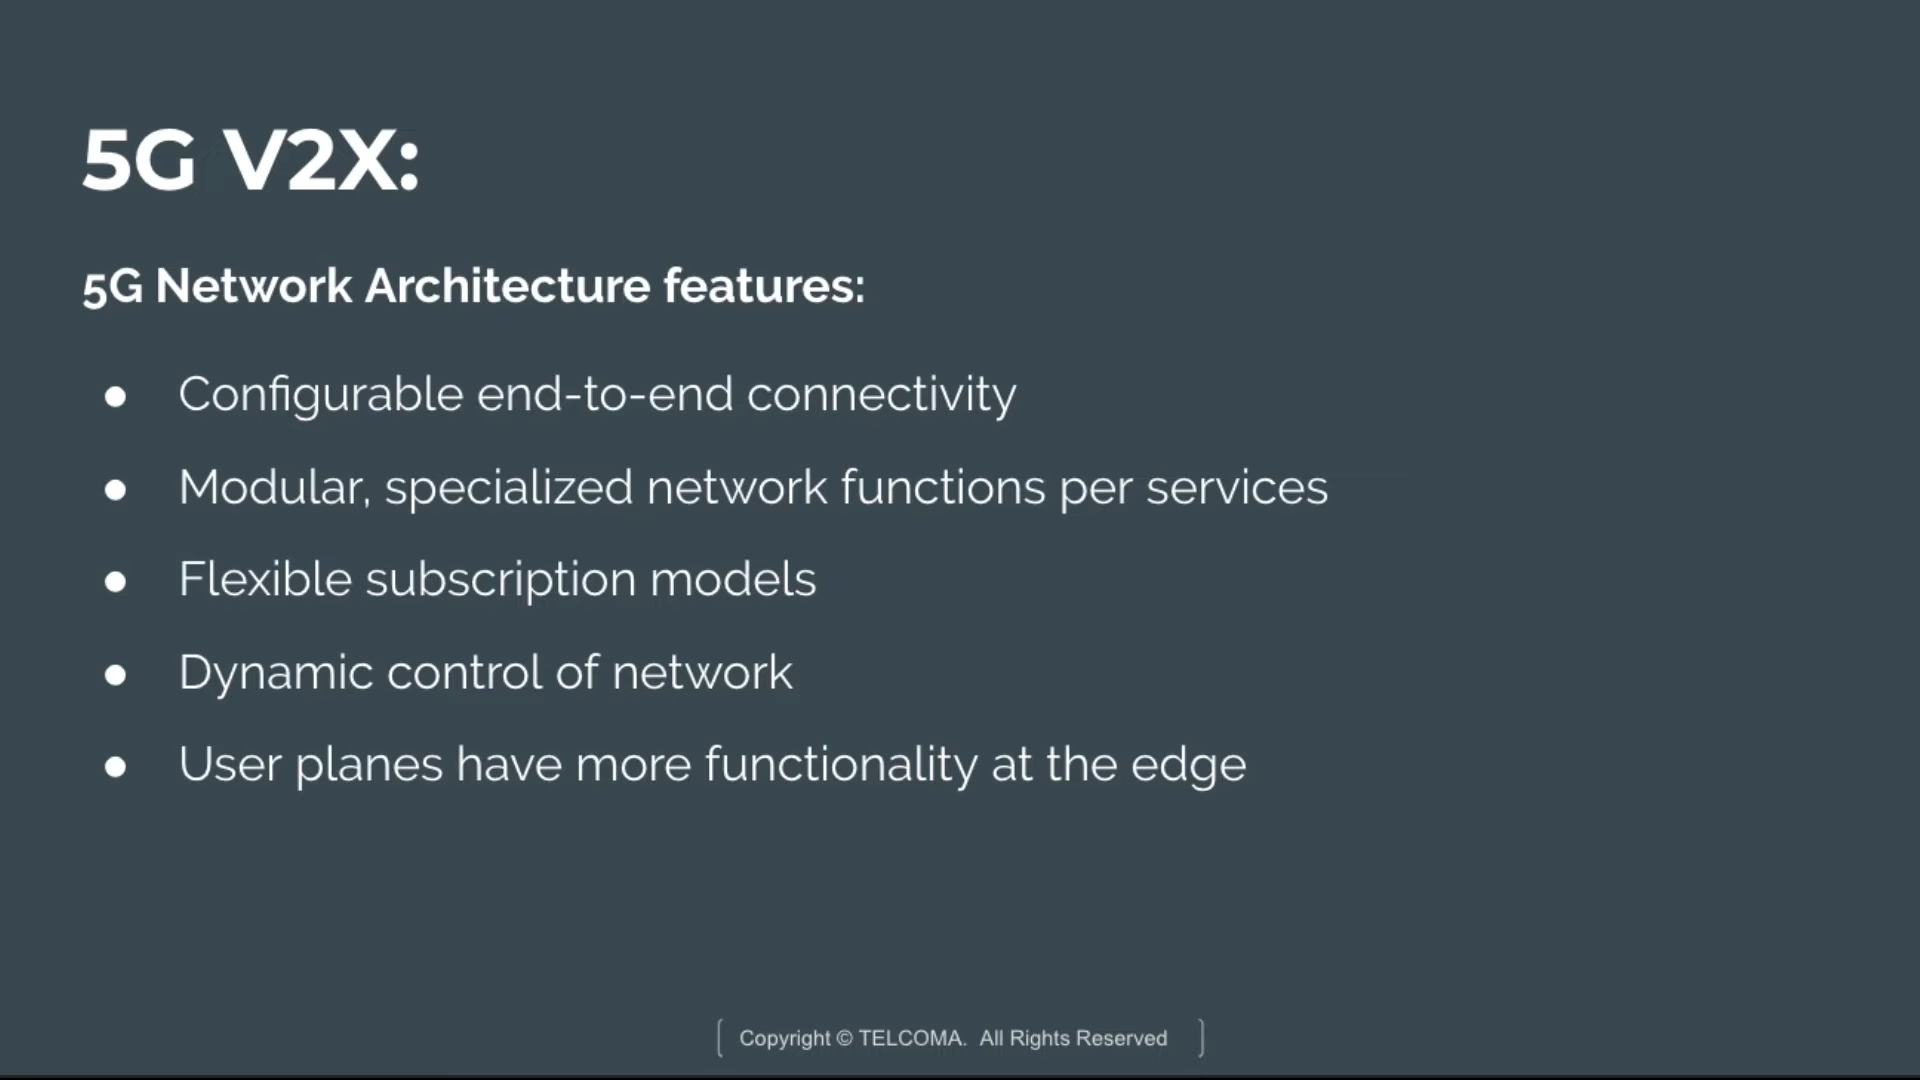 5G V2X:
5G Network Architecture features:
● Configurable end-to-end connectivity
● Modular, specialized network functions per services
● Flexible subscription models
● Dynamic control of network
● User planes have more functionality at the edge
Copyright © TELCOMA. All Rights Reserved